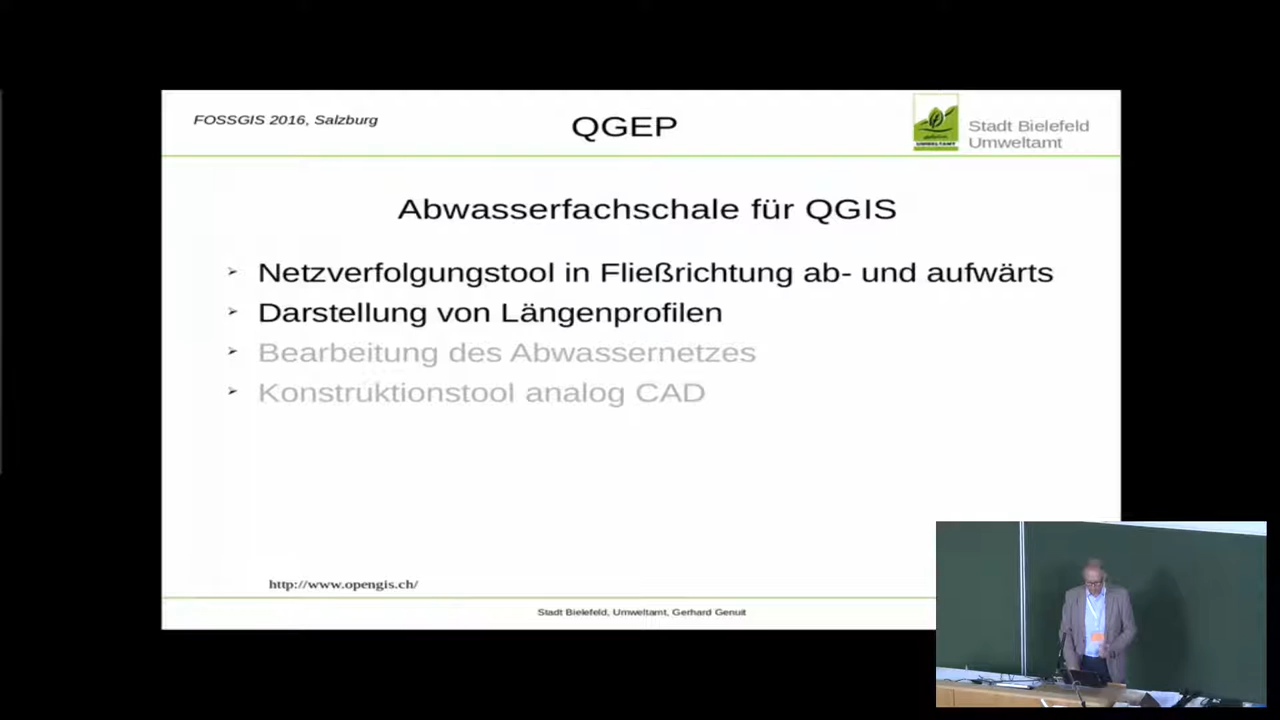 FOSSGIS 2016, Salzburg
QGEP
UMWELTAMT
Stadt Bielefeld
Umweltamt
Abwasserfachschale für QGIS
➢ Netzverfolgungstool in Fließrichtung ab- und aufwärts
➢ Darstellung von Längenprofilen
➢ Bearbeitung des Abwassernetzes
➢ Konstruktionstool analog CAD
http://www.opengis.ch/
Stadt Bielefeld, Umweltamt, Gerhard Genuit